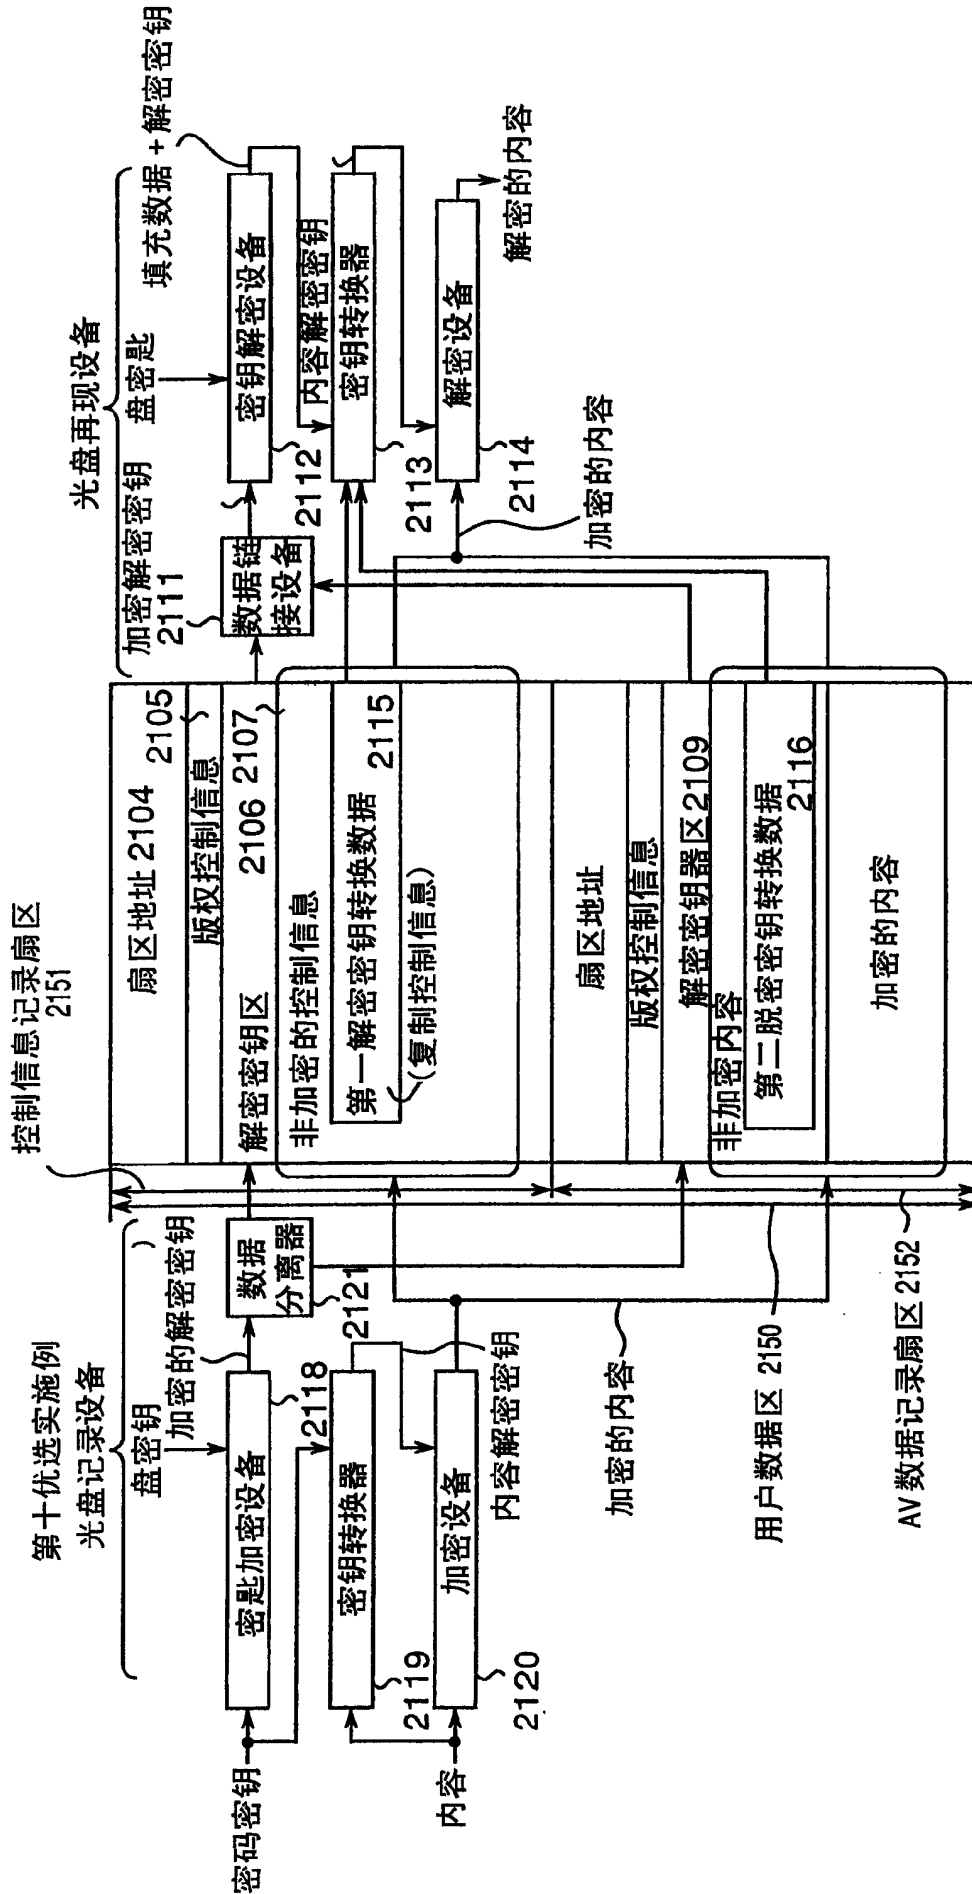 第十优选实施例
光盘记录设备
盘密钥
加密的解密密钥
密码密钥
密匙加密设备
2118
数据
分离器
2121
密钥转换器
2119
内容解密密钥
内容
加密设备
2120
加密的内容
用户数据区 2150
AV数据记录扇区 2152
控制信息记录扇区
2151
扇区地址 2104
2105
版权控制信息
解密密钥区 2106
2107
非加密的控制信息
第一解密密钥转换数据
2115
(复制控制信息)
扇区地址
版权控制信息
解密密钥器区2109
非加密内容
第二脱密密钥转换数据
2116
加密的内容
光盘再现设备
加密解密密钥
2111
数据链
接设备
盘密匙
填充数据+解密密钥
密钥解密设备
2112
内容解密密钥
密钥转换器
2113
解密设备
2114
解密的内容
加密的内容